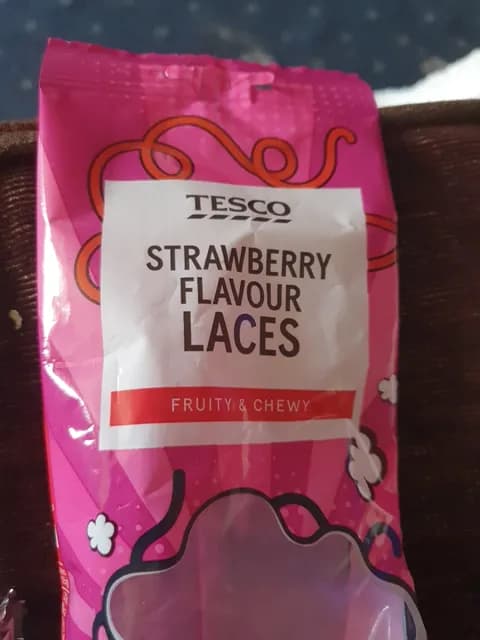 TESCO
STRAWBERRY
FLAVOUR
LACES
FRUITY & CHEWY